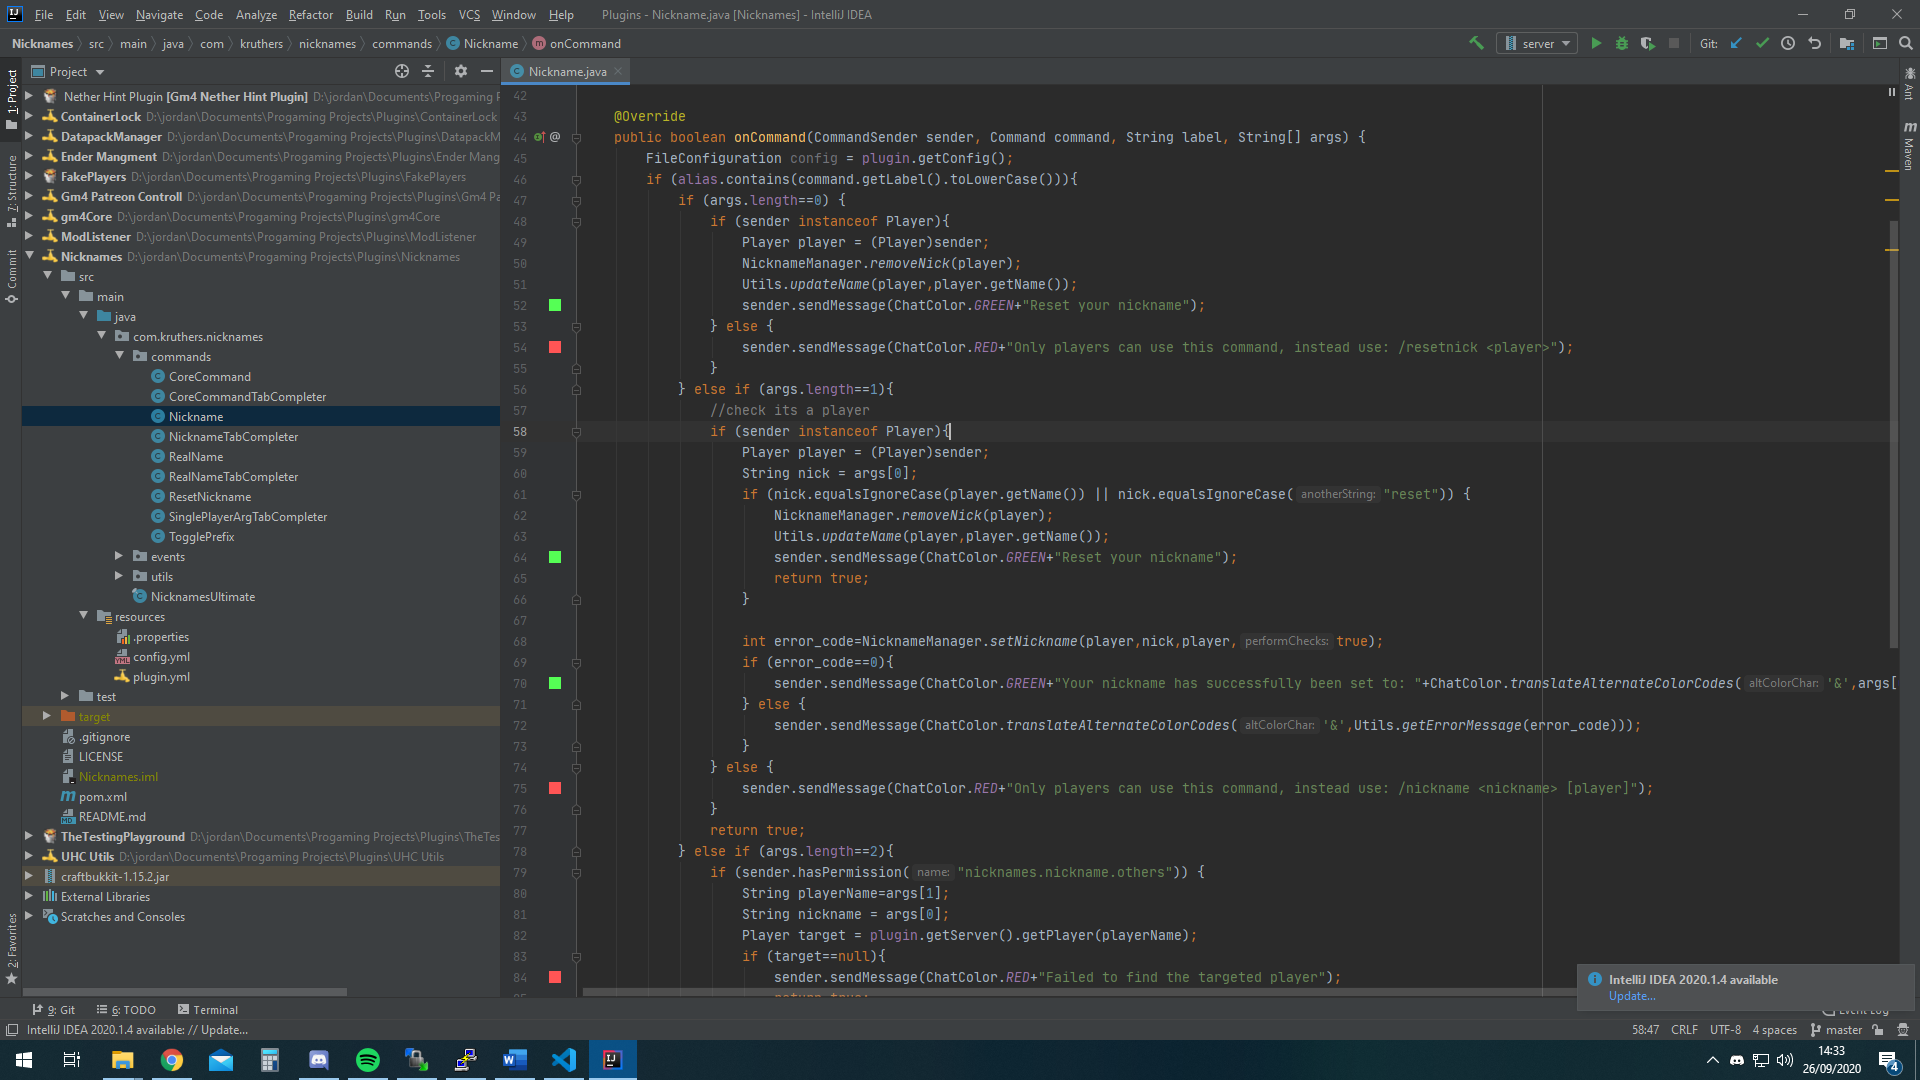 File Edit View Navigate Code Analyze Refactor Build Run Tools VCS Window Help Plugins - Nickname.java [Nicknames] - IntelliJ IDEA
Nicknames src main java com kruthers nicknames commands Nickname onCommand
server Git:
Project
Nickname.java
1: Project
7: Structure
Commit
2: Favorites
Ant
Maven
Nether Hint Plugin [Gm4 Nether Hint Plugin] D:\jordan\Documents\Progaming Projects\P
ContainerLock D:\jordan\Documents\Progaming Projects\Plugins\ContainerLock
DatapackManager D:\jordan\Documents\Progaming Projects\Plugins\DatapackM
Ender Mangment D:\jordan\Documents\Progaming Projects\Plugins\Ender Mang
FakePlayers D:\jordan\Documents\Progaming Projects\Plugins\FakePlayers
Gm4 Patreon Controll D:\jordan\Documents\Progaming Projects\Plugins\Gm4 Pa
gm4Core D:\jordan\Documents\Progaming Projects\Plugins\gm4Core
ModListener D:\jordan\Documents\Progaming Projects\Plugins\ModListener
Nicknames D:\jordan\Documents\Progaming Projects\Plugins\Nicknames
src
main
java
com.kruthers.nicknames
commands
CoreCommand
CoreCommandTabCompleter
Nickname
NicknameTabCompleter
RealName
RealNameTabCompleter
ResetNickname
SinglePlayerArgTabCompleter
TogglePrefix
events
utils
NicknamesUltimate
resources
.properties
config.yml
plugin.yml
test
target
.gitignore
LICENSE
Nicknames.iml
pom.xml
README.md
TheTestingPlayground D:\jordan\Documents\Progaming Projects\Plugins\TheTes
UHC Utils D:\jordan\Documents\Progaming Projects\Plugins\UHC Utils
craftbukkit-1.15.2.jar
External Libraries
Scratches and Consoles
42
43 @Override
44 public boolean onCommand(CommandSender sender, Command command, String label, String[] args) {
45 FileConfiguration config = plugin.getConfig();
46 if (alias.contains(command.getLabel().toLowerCase())){
47 if (args.length==0) {
48 if (sender instanceof Player){
49 Player player = (Player)sender;
50 NicknameManager.removeNick(player);
51 Utils.updateName(player,player.getName());
52 sender.sendMessage(ChatColor.GREEN+"Reset your nickname");
53 } else {
54 sender.sendMessage(ChatColor.RED+"Only players can use this command, instead use: /resetnick <player>");
55 }
56 } else if (args.length==1){
57 //check its a player
58 if (sender instanceof Player){
59 Player player = (Player)sender;
60 String nick = args[0];
61 if (nick.equalsIgnoreCase(player.getName()) || nick.equalsIgnoreCase( anotherString: "reset")) {
62 NicknameManager.removeNick(player);
63 Utils.updateName(player,player.getName());
64 sender.sendMessage(ChatColor.GREEN+"Reset your nickname");
65 return true;
66 }
67
68 int error_code=NicknameManager.setNickname(player,nick,player, performChecks: true);
69 if (error_code==0){
70 sender.sendMessage(ChatColor.GREEN+"Your nickname has successfully been set to: "+ChatColor.translateAlternateColorCodes( altColorChar: '&',args[
71 } else {
72 sender.sendMessage(ChatColor.translateAlternateColorCodes( altColorChar: '&',Utils.getErrorMessage(error_code)));
73 }
74 } else {
75 sender.sendMessage(ChatColor.RED+"Only players can use this command, instead use: /nickname <nickname> [player]");
76 }
77 return true;
78 } else if (args.length==2){
79 if (sender.hasPermission( name: "nicknames.nickname.others")) {
80 String playerName=args[1];
81 String nickname = args[0];
82 Player target = plugin.getServer().getPlayer(playerName);
83 if (target==null){
84 sender.sendMessage(ChatColor.RED+"Failed to find the targeted player");
85 return true;
IntelliJ IDEA 2020.1.4 available
Update...
9: Git 6: TODO Terminal Event Log
IntelliJ IDEA 2020.1.4 available: // Update... 58:47 CRLF UTF-8 4 spaces master
14:33
26/09/2020
4